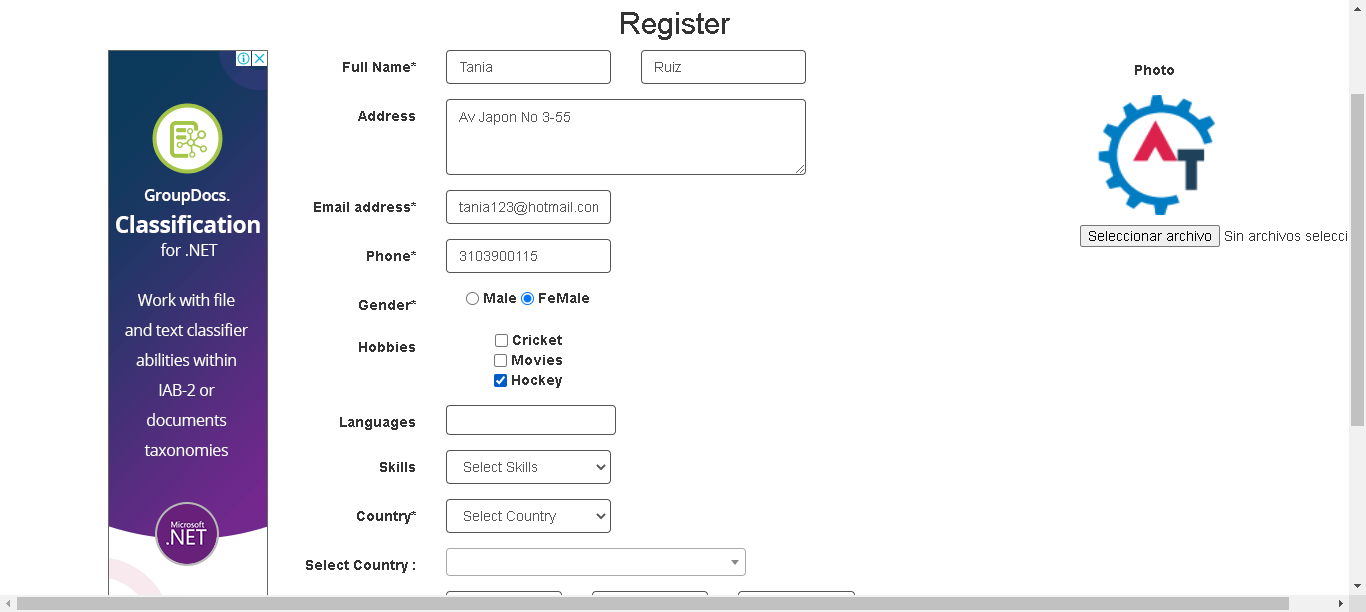 Register
GroupDocs.
Classification
for .NET
Work with file
and text classifier
abilities within
IAB-2 or
documents
taxonomies
Microsoft
.NET
Full Name* Tania Ruiz
Address Av Japon No 3-55
Email address* tania123@hotmail.con
Phone* 3103900115
Gender* Male FeMale
Hobbies Cricket
Movies
Hockey
Languages
Skills Select Skills
Country* Select Country
Select Country :
Photo
AT
Seleccionar archivo Sin archivos selecci